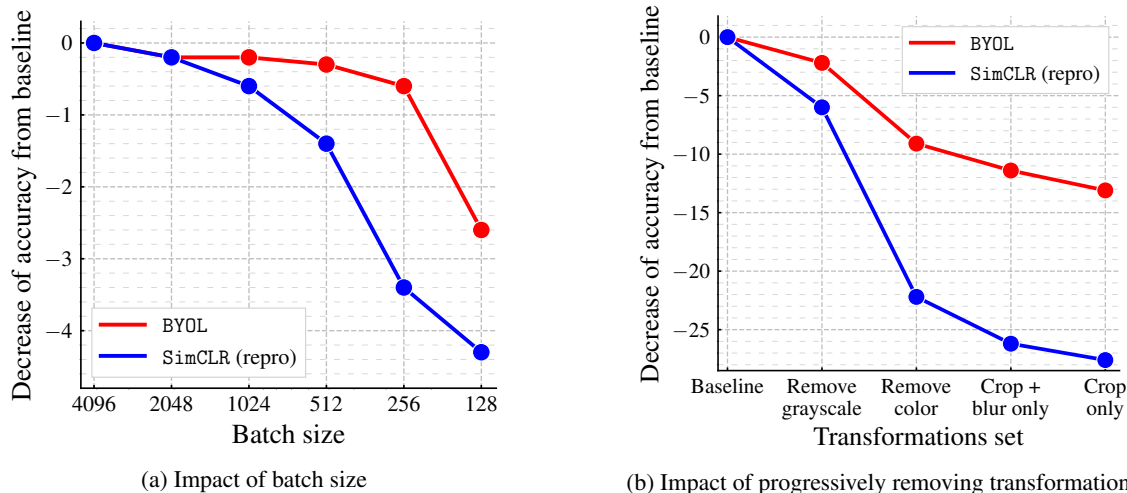 Decrease of accuracy from baseline
0
−1
−2
−3
−4
BYOL
SimCLR (repro)
4096 2048 1024 512 256 128
Batch size
(a) Impact of batch size
Decrease of accuracy from baseline
0
−5
−10
−15
−20
−25
BYOL
SimCLR (repro)
Baseline Remove Remove Crop + Crop
grayscale color blur only only
Transformations set
(b) Impact of progressively removing transformation